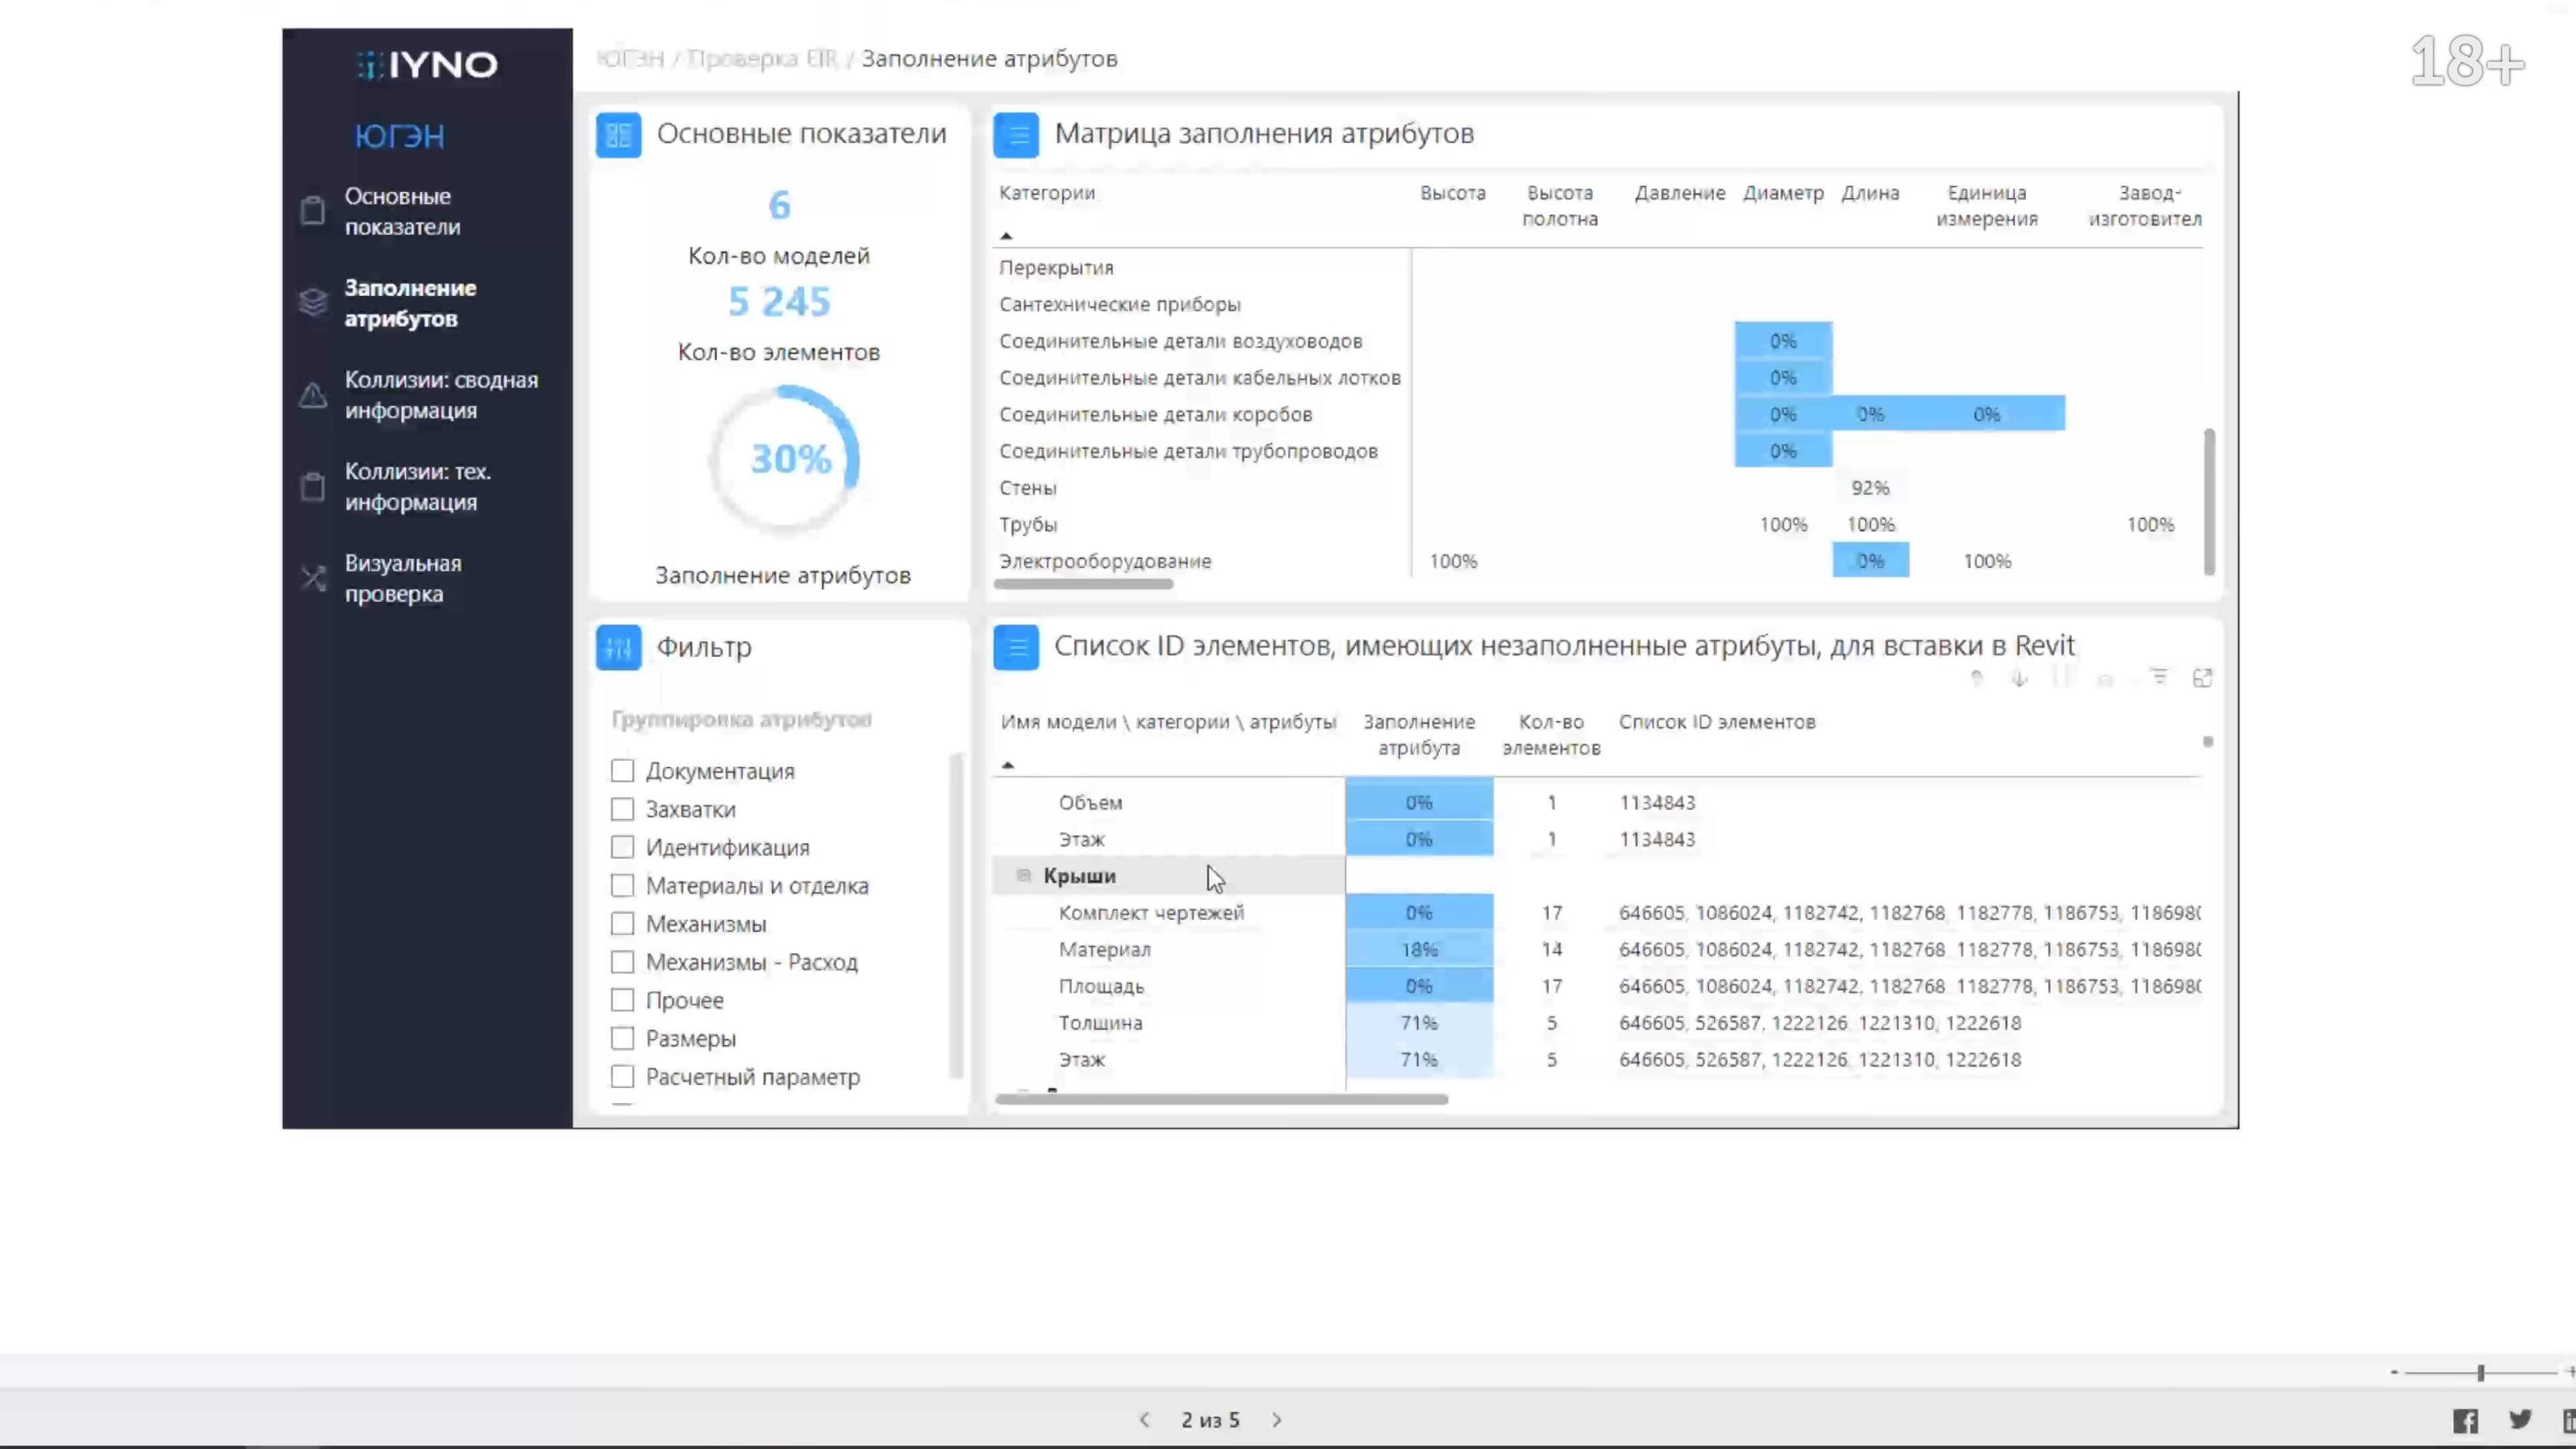 18+
IYNO
ЮГЭН
Основные
показатели
Заполнение
атрибутов
Коллизии: сводная
информация
Коллизии: тех.
информация
Визуальная
проверка
ЮГЭН / Проверка EIR / Заполнение атрибутов
Основные показатели
6
Кол-во моделей
5 245
Кол-во элементов
30%
Заполнение атрибутов
Матрица заполнения атрибутов
Категории Высота Высота полотна Давление Диаметр Длина Единица измерения Завод-изготовител
Перекрытия
Сантехнические приборы
Соединительные детали воздуховодов 0%
Соединительные детали кабельных лотков 0%
Соединительные детали коробов 0% 0% 0%
Соединительные детали трубопроводов 0%
Стены 92%
Трубы 100% 100% 100%
Электрооборудование 100% 0% 100%
Фильтр
Группировка атрибутов
Документация
Захватки
Идентификация
Материалы и отделка
Механизмы
Механизмы - Расход
Прочее
Размеры
Расчетный параметр
Список ID элементов, имеющих незаполненные атрибуты, для вставки в Revit
Имя модели \ категории \ атрибуты Заполнение атрибута Кол-во элементов Список ID элементов
Объем 0% 1 1134843
Этаж 0% 1 1134843
Крыши
Комплект чертежей 0% 17 646605, 1086024, 1182742, 1182768, 1182778, 1186753, 118698
Материал 18% 14 646605, 1086024, 1182742, 1182768, 1182778, 1186753, 118698
Площадь 0% 17 646605, 1086024, 1182742, 1182768, 1182778, 1186753, 118698
Толщина 71% 5 646605, 526587, 1222126, 1221310, 1222618
Этаж 71% 5 646605, 526587, 1222126, 1221310, 1222618
2 из 5